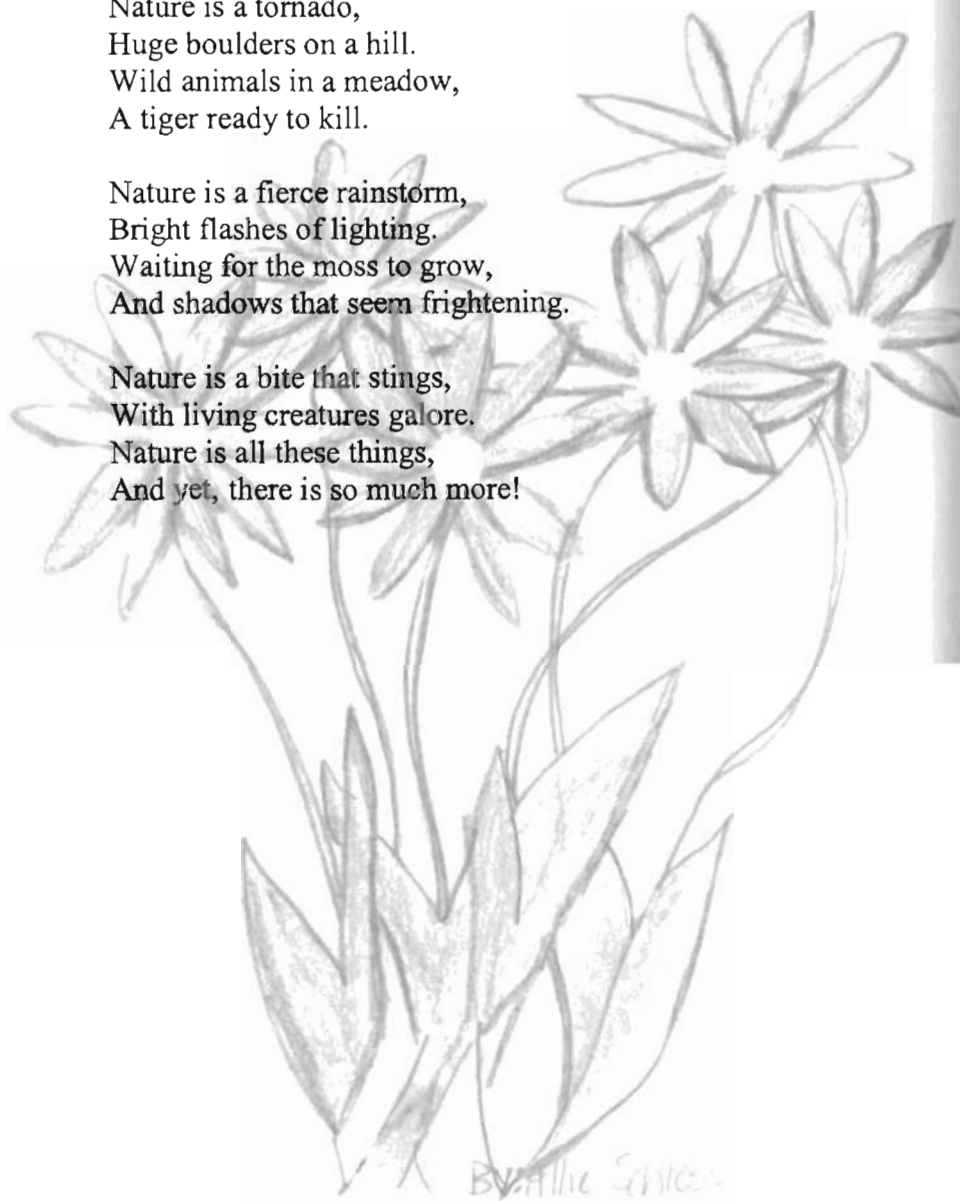 Nature is a tornado,
Huge boulders on a hill.
Wild animals in a meadow,
A tiger ready to kill.
Nature is a fierce rainstorm,
Bright flashes of lighting.
Waiting for the moss to grow,
And shadows that seem frightening.
Nature is a bite that stings,
With living creatures galore.
Nature is all these things,
And yet, there is so much more!
By: Allie